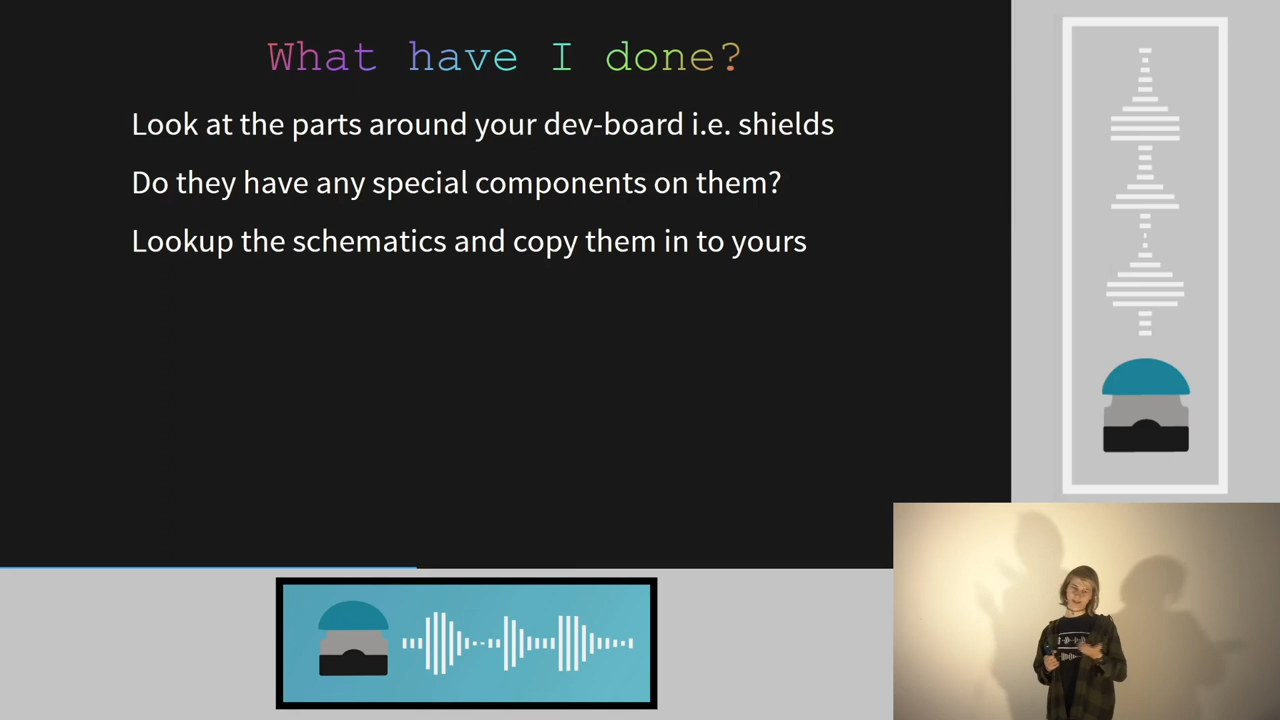 What have I done?
Look at the parts around your dev-board i.e. shields
Do they have any special components on them?
Lookup the schematics and copy them in to yours